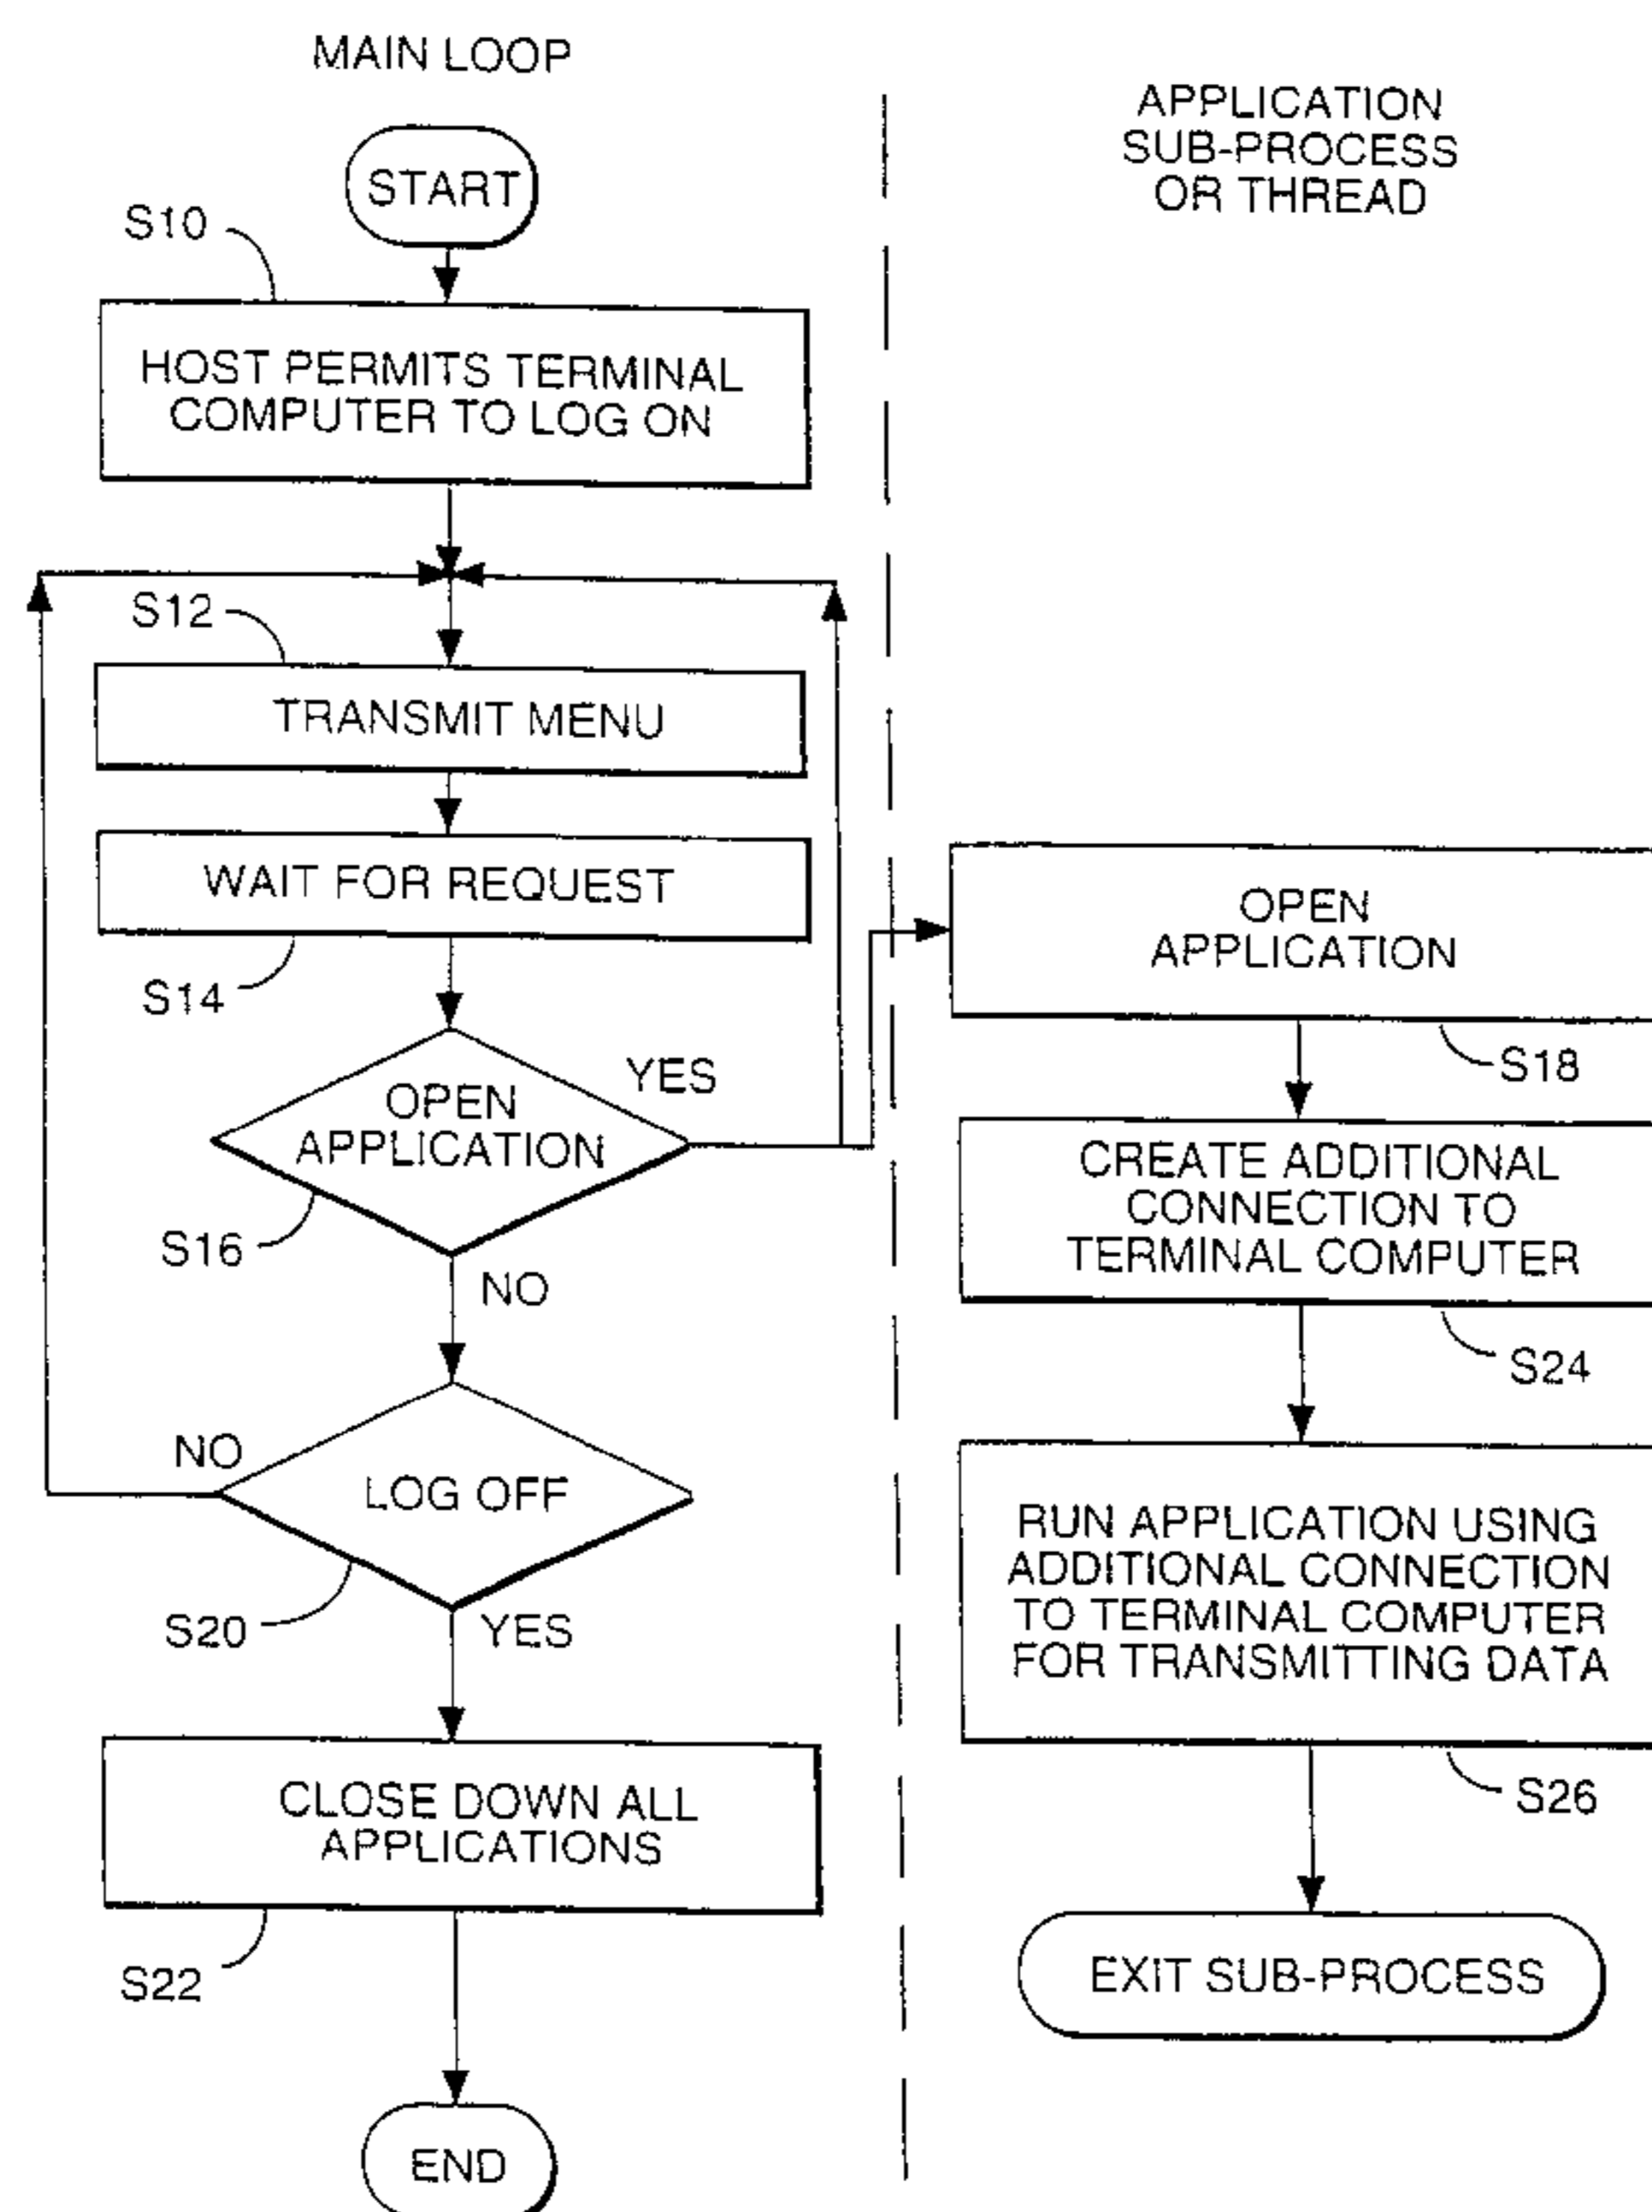 MAIN LOOP
START
S10
HOST PERMITS TERMINAL
COMPUTER TO LOG ON
S12
TRANSMIT MENU
WAIT FOR REQUEST
S14
OPEN
APPLICATION
YES
S16
NO
LOG OFF
NO
S20
YES
CLOSE DOWN ALL
APPLICATIONS
S22
END
APPLICATION
SUB-PROCESS
OR THREAD
OPEN
APPLICATION
S18
CREATE ADDITIONAL
CONNECTION TO
TERMINAL COMPUTER
S24
RUN APPLICATION USING
ADDITIONAL CONNECTION
TO TERMINAL COMPUTER
FOR TRANSMITTING DATA
S26
EXIT SUB-PROCESS